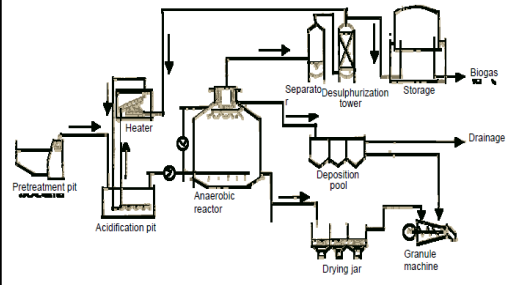 Biogas
Separato
r
Desulphurization
tower
Storage
Heater
Drainage
Pretreatment pit
Anaerobic
reactor
Deposition
pool
Acidification pit
Drying jar
Granule
machine